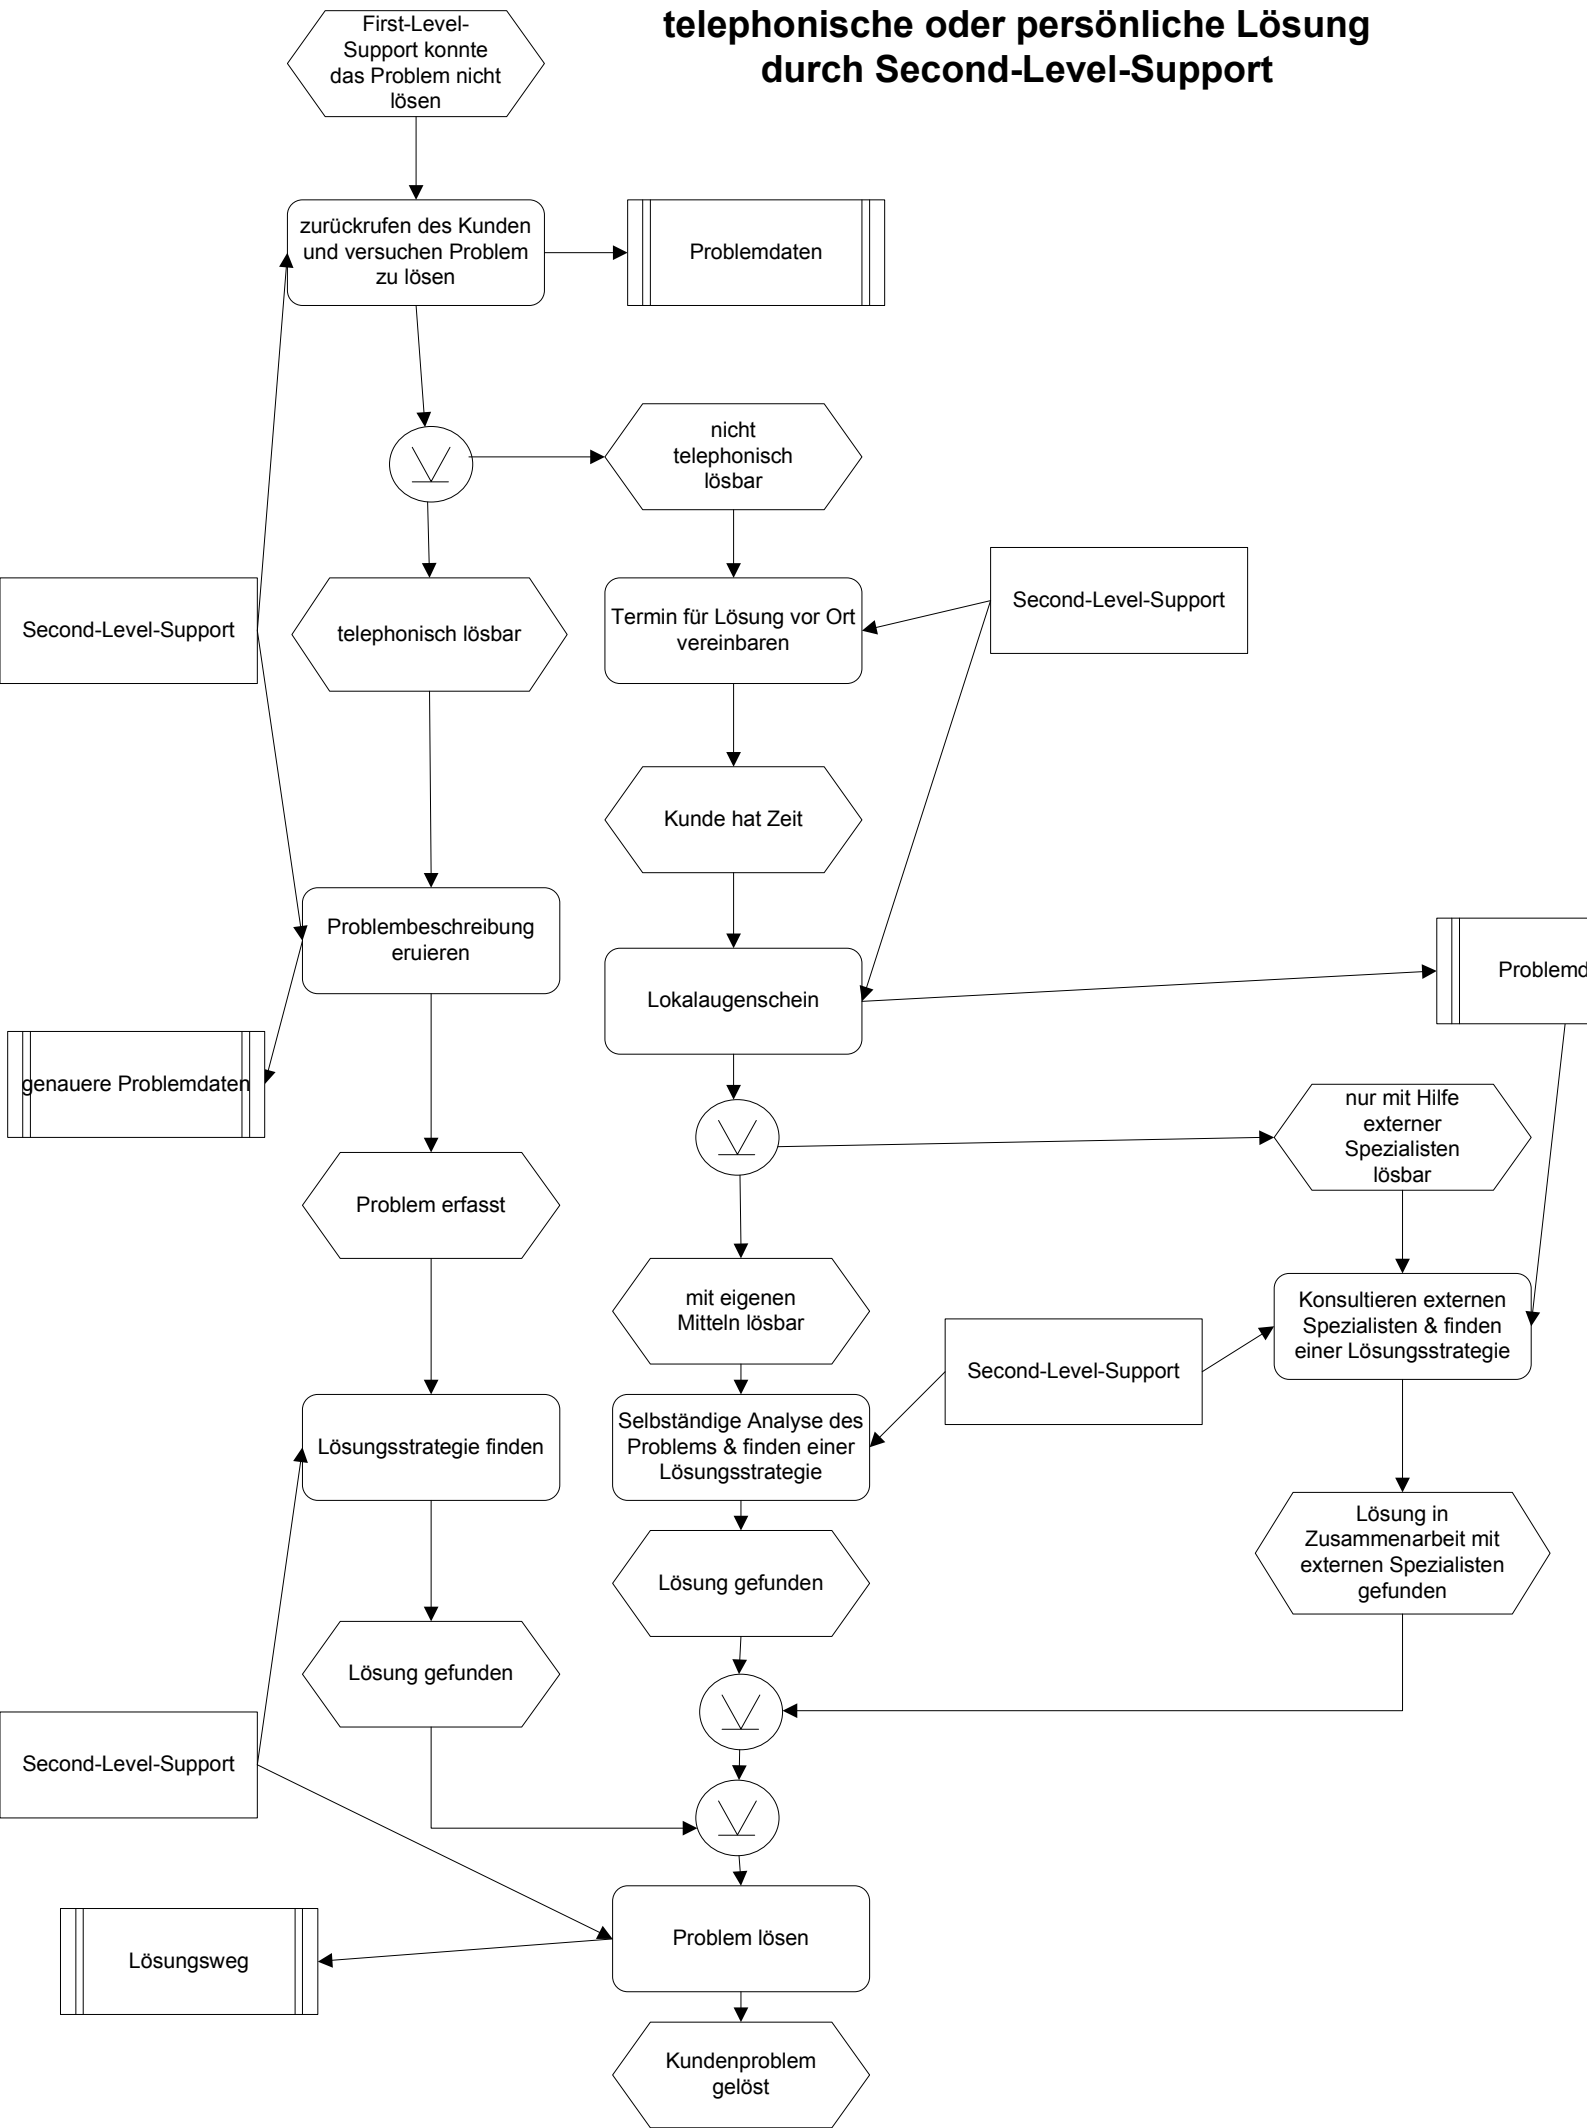 telephonische oder persönliche Lösung
durch Second-Level-Support
First-Level-
Support konnte
das Problem nicht
lösen
zurückrufen des Kunden
und versuchen Problem
zu lösen
Problemdaten
nicht
telephonisch
lösbar
Second-Level-Support
telephonisch lösbar
Termin für Lösung vor Ort
vereinbaren
Second-Level-Support
Kunde hat Zeit
Problembeschreibung
eruieren
Lokalaugenschein
Problemd
genauere Problemdaten
nur mit Hilfe
externer
Spezialisten
lösbar
Problem erfasst
mit eigenen
Mitteln lösbar
Second-Level-Support
Konsultieren externen
Spezialisten & finden
einer Lösungsstrategie
Lösungsstrategie finden
Selbständige Analyse des
Problems & finden einer
Lösungsstrategie
Lösung in
Zusammenarbeit mit
externen Spezialisten
gefunden
Lösung gefunden
Lösung gefunden
Second-Level-Support
Problem lösen
Lösungsweg
Kundenproblem
gelöst